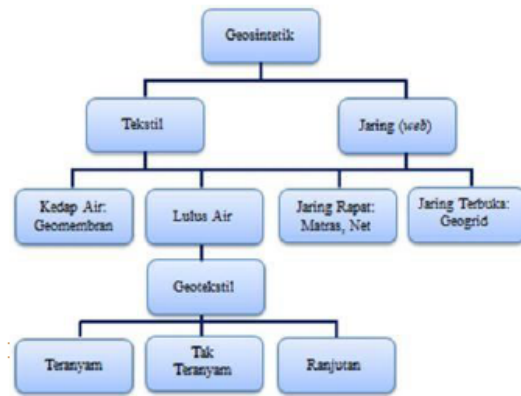 Geosintetik
Tekstil
Jaring (web)
Kedap Air:
Geomembran
Lulus Air
Jaring Rapat:
Matras, Net
Jaring Terbuka:
Geogrid
Geotekstil
Teranyam
Tak
Teranyam
Ranjutan